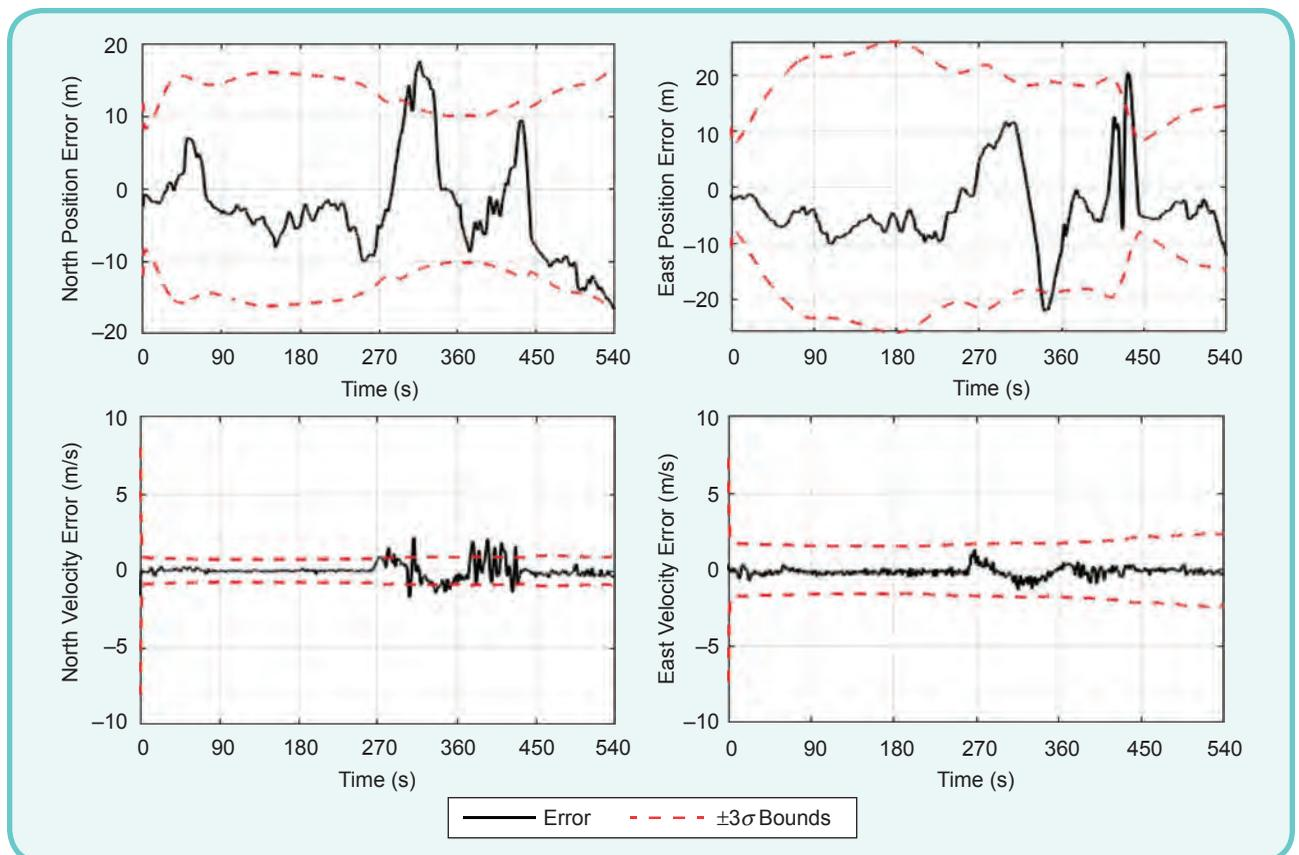 North Position Error (m)
20
10
0
–10
–20
0 90 180 270 360 450 540
Time (s)
East Position Error (m)
20
10
0
–10
–20
0 90 180 270 360 450 540
Time (s)
North Velocity Error (m/s)
10
5
0
–5
–10
0 90 180 270 360 450 540
Time (s)
East Velocity Error (m/s)
10
5
0
–5
–10
0 90 180 270 360 450 540
Time (s)
Error ±3σ Bounds